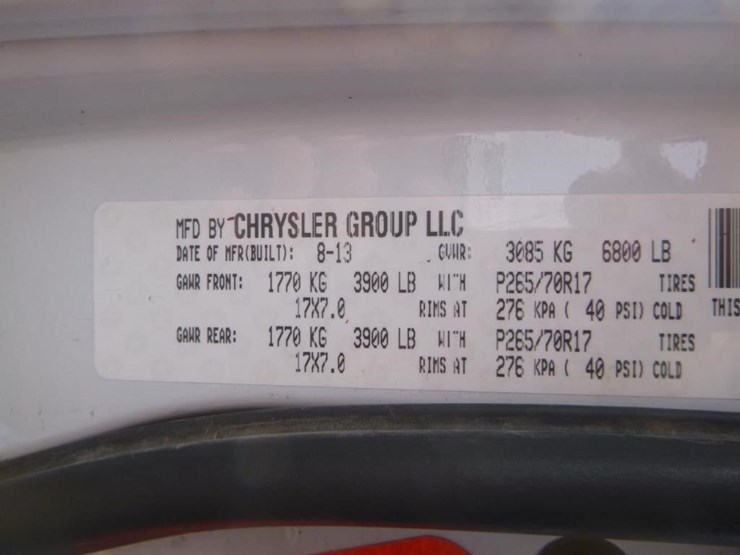 MFD BY CHRYSLER GROUP LLC
DATE OF MFR(BUILT): 8-13 GVWR: 3085 KG 6800 LB
GAWR FRONT: 1770 KG 3900 LB WITH P265/70R17 TIRES
17X7.0 RIMS AT 276 KPA ( 40 PSI) COLD THIS
GAWR REAR: 1770 KG 3900 LB WITH P265/70R17 TIRES
17X7.0 RIMS AT 276 KPA ( 40 PSI) COLD